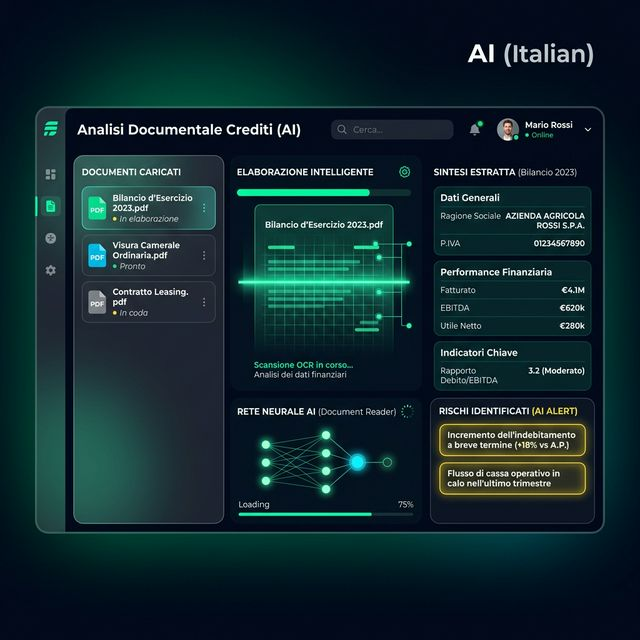 AI (Italian)
Analisi Documentale Crediti (AI)
Cerca...
Mario Rossi
Online
DOCUMENTI CARICATI
PDF
Bilancio d'Esercizio
2023.pdf
In elaborazione
PDF
Visura Camerale
Ordinaria.pdf
Pronto
PDF
Contratto Leasing.
pdf
In coda
ELABORAZIONE INTELLIGENTE
Bilancio d'Esercizio 2023.pdf
Scansione OCR in corso...
Analisi dei dati finanziari
RETE NEURALE AI (Document Reader)
Loading 75%
SINTESI ESTRATTA (Bilancio 2023)
Dati Generali
Ragione Sociale AZIENDA AGRICOLA
ROSSI S.P.A.
P.IVA 01234567890
Performance Finanziaria
Fatturato €4.1M
EBITDA €620k
Utile Netto €280k
Indicatori Chiave
Rapporto 3.2 (Moderato)
Debito/EBITDA
RISCHI IDENTIFICATI (AI ALERT)
Incremento dell'indebitamento
a breve termine (+18% vs A.P.)
Flusso di cassa operativo in
calo nell'ultimo trimestre